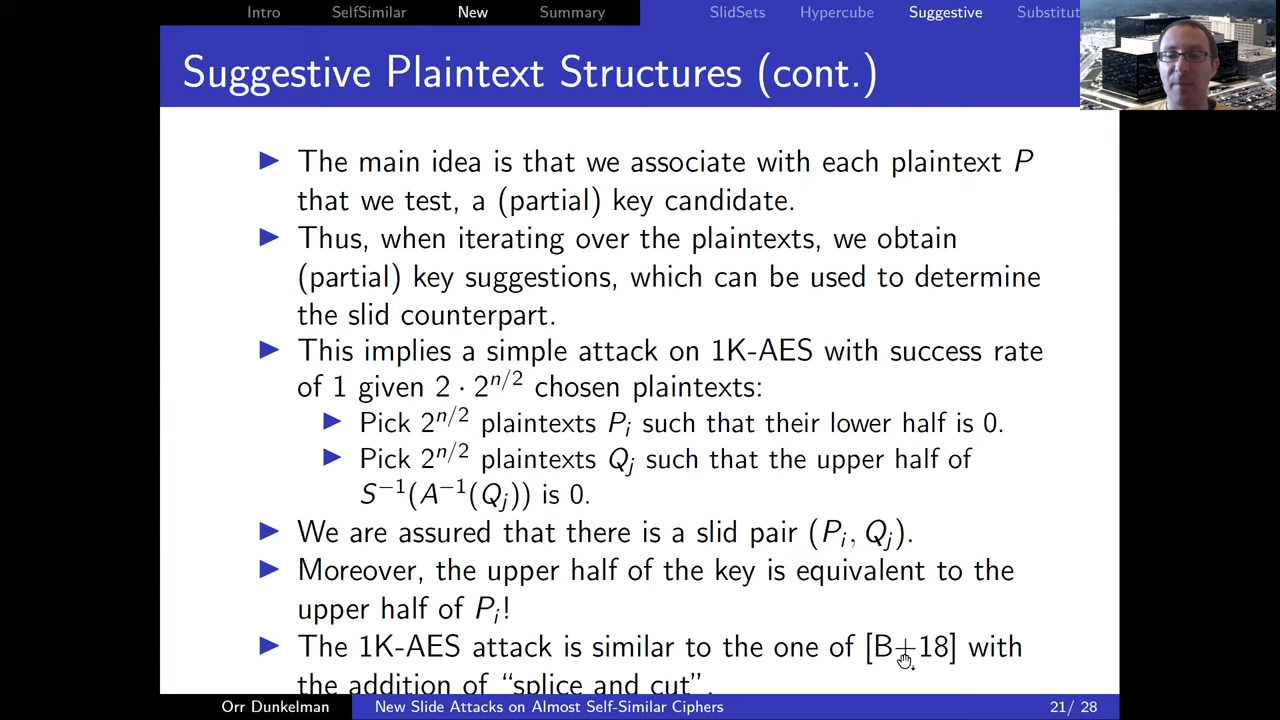 Intro SelfSimilar New Summary SlidSets Hypercube Suggestive
Suggestive Plaintext Structures (cont.)
▶ The main idea is that we associate with each plaintext P
that we test, a (partial) key candidate.
▶ Thus, when iterating over the plaintexts, we obtain
(partial) key suggestions, which can be used to determine
the slid counterpart.
▶ This implies a simple attack on 1K-AES with success rate
of 1 given 2 · 2^{n/2} chosen plaintexts:
▶ Pick 2^{n/2} plaintexts P_i such that their lower half is 0.
▶ Pick 2^{n/2} plaintexts Q_j such that the upper half of
S^{−1}(A^{−1}(Q_j)) is 0.
▶ We are assured that there is a slid pair (P_i, Q_j).
▶ Moreover, the upper half of the key is equivalent to the
upper half of P_i!
▶ The 1K-AES attack is similar to the one of [B+18] with
the addition of “splice and cut”.
Orr Dunkelman New Slide Attacks on Almost Self-Similar Ciphers 21/ 28